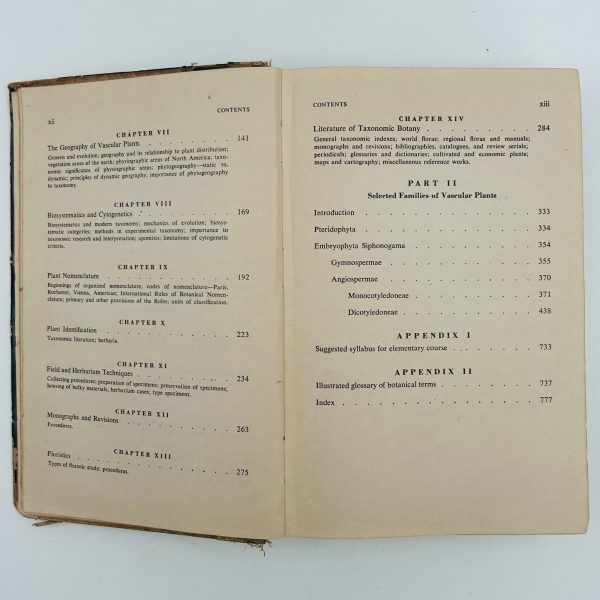 xii
CONTENTS
CHAPTER VII
The Geography of Vascular Plants . . . . . . . . . 141
Genesis and evolution; geography and its relationship to plant distribution;
vegetation areas of the earth; physiographic areas of North America; taxo-
nomic significance of physiographic areas; phytogeography—static vs.
dynamic; principles of dynamic geography; importance of phytogeography
to taxonomy.
CHAPTER VIII
Biosystematics and Cytogenetics . . . . . . . . . 169
Biosystematics and modern taxonomy; mechanics of evolution; biosys-
tematic categories; methods in experimental taxonomy; importance to
taxonomic research and interpretation; apomixis; limitations of cytogenetic
criteria.
CHAPTER IX
Plant Nomenclature . . . . . . . . . 192
Beginnings of organized nomenclature; codes of nomenclature—Paris,
Rochester, Vienna, American; International Rules of Botanical Nomen-
clature; primary and other provisions of the Rules; units of classification.
CHAPTER X
Plant Identification . . . . . . . . . 223
Taxonomic literature; herbaria.
CHAPTER XI
Field and Herbarium Techniques . . . . . . . . . 234
Collecting procedures; preparation of specimens; preservation of specimens;
housing of bulky materials; herbarium cases; type specimens.
CHAPTER XII
Monographs and Revisions . . . . . . . . . 263
Procedures.
CHAPTER XIII
Floristics . . . . . . . . . 275
Types of floristic study, procedures.
CONTENTS
xiii
CHAPTER XIV
Literature of Taxonomic Botany . . . . . . . . . 284
General taxonomic indexes; world floras; regional floras and manuals;
monographs and revisions; bibliographies, catalogues, and review serials;
periodicals; glossaries and dictionaries; cultivated and economic plants;
maps and cartography; miscellaneous reference works.
PART II
Selected Families of Vascular Plants
Introduction . . . . . . . . . 333
Pteridophyta . . . . . . . . . 334
Embryophyta Siphonogama . . . . . . . . . 354
Gymnospermae . . . . . . . . . 355
Angiospermae . . . . . . . . . 370
Monocotyledoneae . . . . . . . . . 371
Dicotyledoneae . . . . . . . . . 438
APPENDIX I
Suggested syllabus for elementary course . . . . . . . . . 733
APPENDIX II
Illustrated glossary of botanical terms . . . . . . . . . 737
Index . . . . . . . . . 777